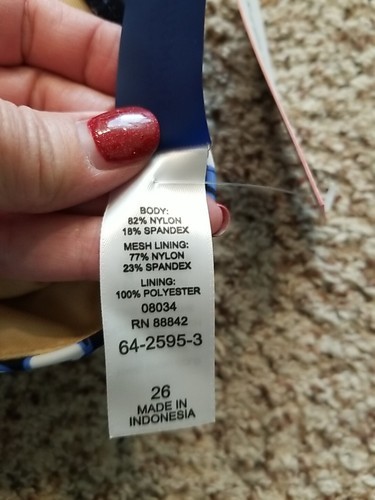 BODY:
82% NYLON
18% SPANDEX
MESH LINING:
77% NYLON
23% SPANDEX
LINING:
100% POLYESTER
08034
RN 88842
64-2595-3
26
MADE IN
INDONESIA